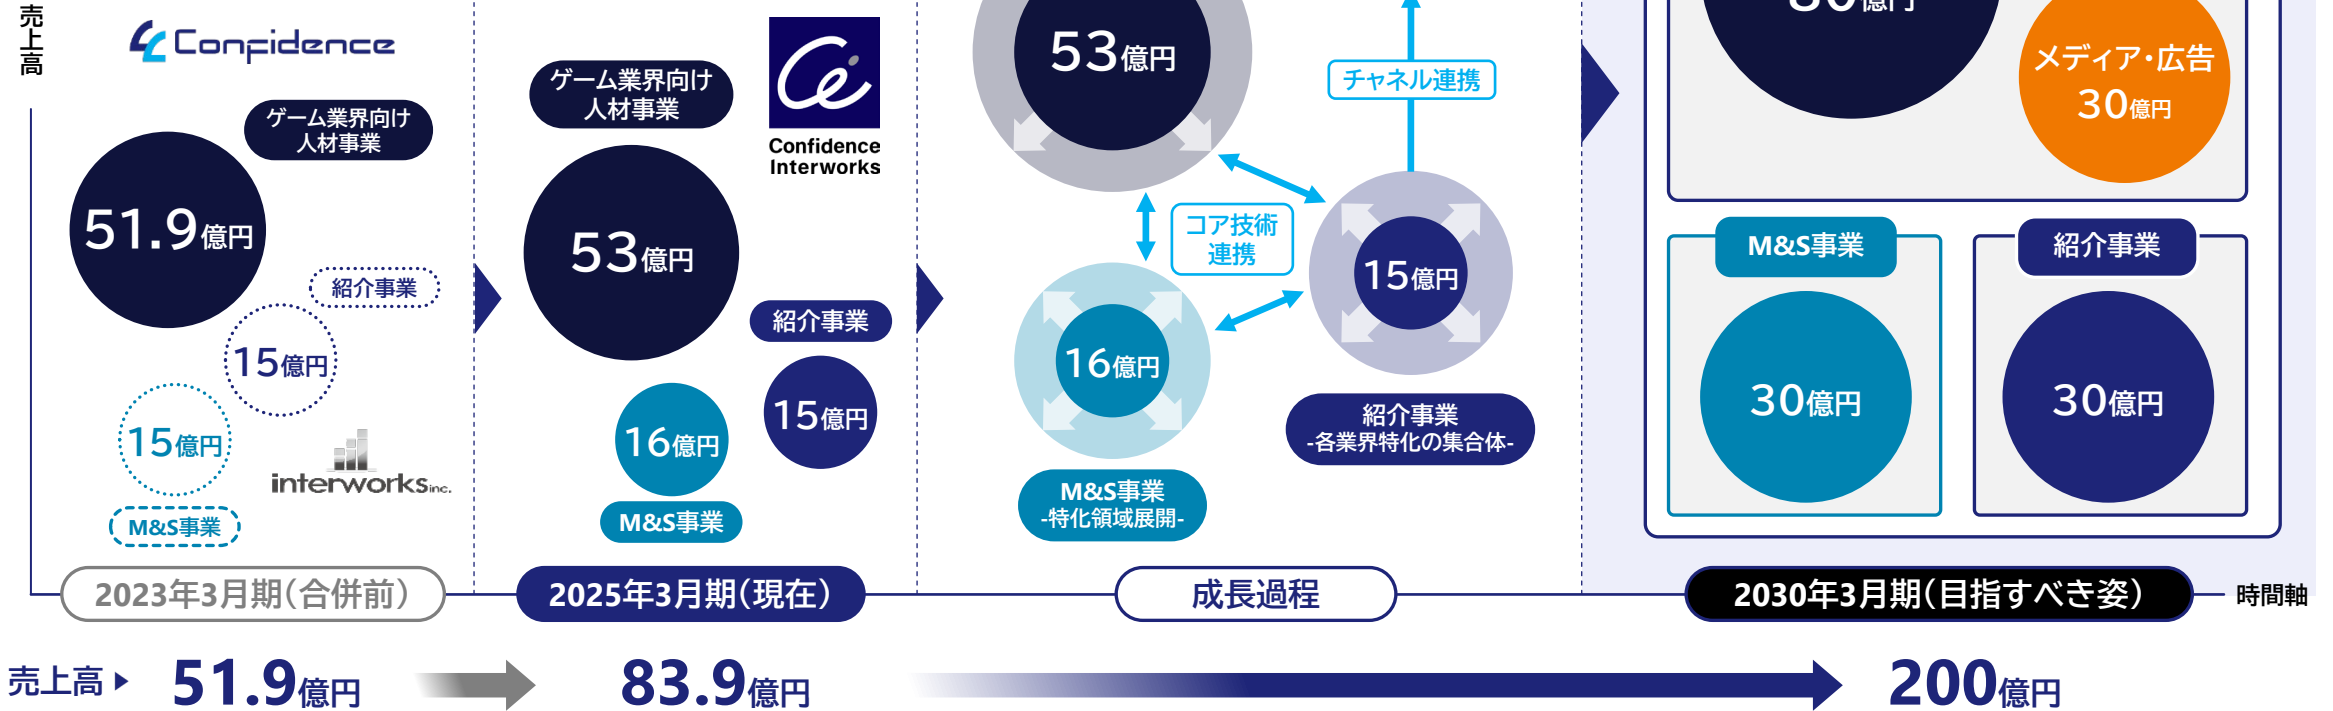 売上高
Confidence
ゲーム業界向け
人材事業
51.9億円
紹介事業
15億円
15億円
interworks inc.
M&S事業
2023年3月期(合併前)
ゲーム業界向け
人材事業
Confidence
Interworks
53億円
紹介事業
15億円
16億円
M&S事業
2025年3月期(現在)
53億円
チャネル連携
コア技術
連携
15億円
16億円
紹介事業
-各業界特化の集合体-
M&S事業
-特化領域展開-
成長過程
メディア・広告
30億円
M&S事業
紹介事業
30億円
30億円
2030年3月期(目指すべき姿)
時間軸
売上高
51.9億円
83.9億円
200億円